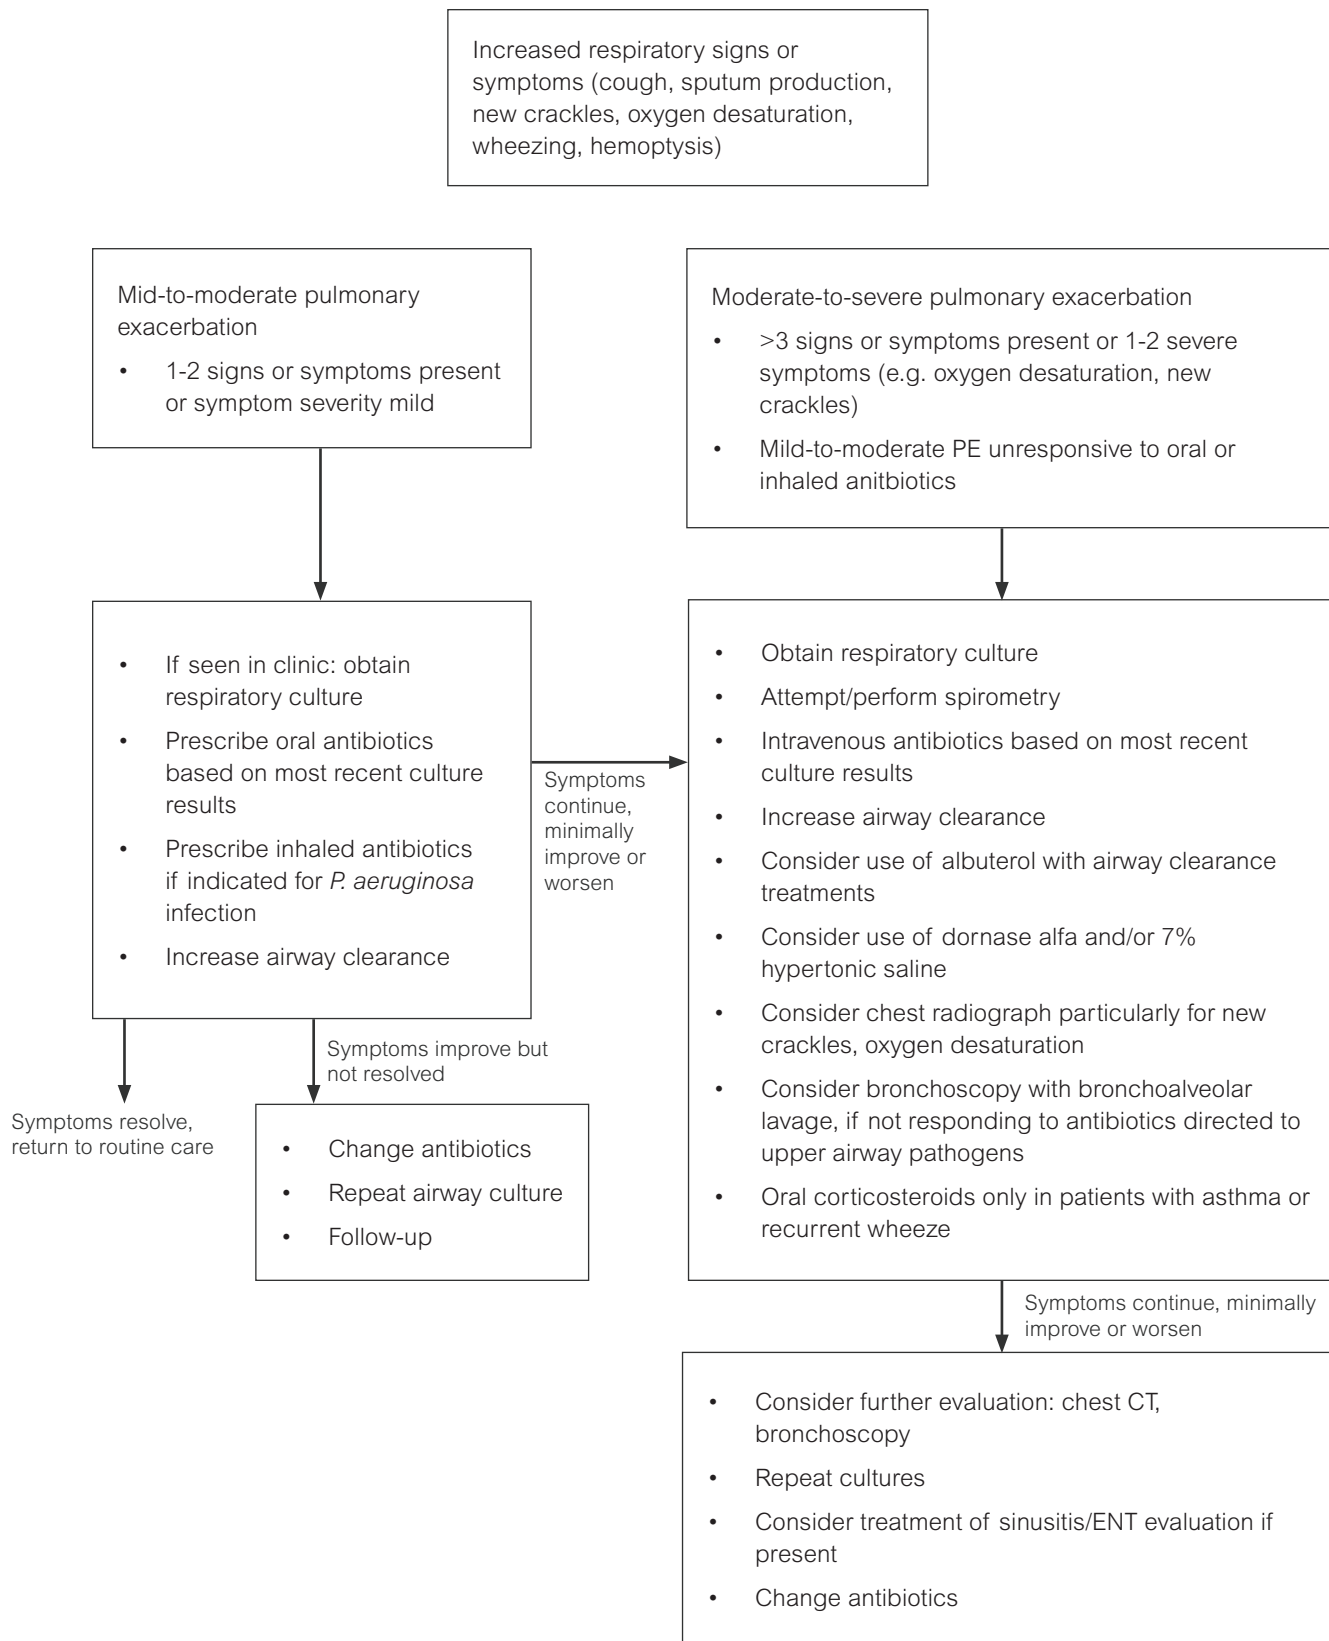 Increased respiratory signs or
symptoms (cough, sputum production,
new crackles, oxygen desaturation,
wheezing, hemoptysis)
Mid-to-moderate pulmonary
exacerbation
• 1-2 signs or symptoms present
or symptom severity mild
Moderate-to-severe pulmonary exacerbation
• >3 signs or symptoms present or 1-2 severe
symptoms (e.g. oxygen desaturation, new
crackles)
• Mild-to-moderate PE unresponsive to oral or
inhaled anitbiotics
• If seen in clinic: obtain
respiratory culture
• Prescribe oral antibiotics
based on most recent culture
results
• Prescribe inhaled antibiotics
if indicated for P. aeruginosa
infection
• Increase airway clearance
Symptoms
continue,
minimally
improve or
worsen
• Obtain respiratory culture
• Attempt/perform spirometry
• Intravenous antibiotics based on most recent
culture results
• Increase airway clearance
• Consider use of albuterol with airway clearance
treatments
• Consider use of dornase alfa and/or 7%
hypertonic saline
• Consider chest radiograph particularly for new
crackles, oxygen desaturation
• Consider bronchoscopy with bronchoalveolar
lavage, if not responding to antibiotics directed to
upper airway pathogens
• Oral corticosteroids only in patients with asthma or
recurrent wheeze
Symptoms resolve,
return to routine care
Symptoms improve but
not resolved
• Change antibiotics
• Repeat airway culture
• Follow-up
Symptoms continue, minimally
improve or worsen
• Consider further evaluation: chest CT,
bronchoscopy
• Repeat cultures
• Consider treatment of sinusitis/ENT evaluation if
present
• Change antibiotics